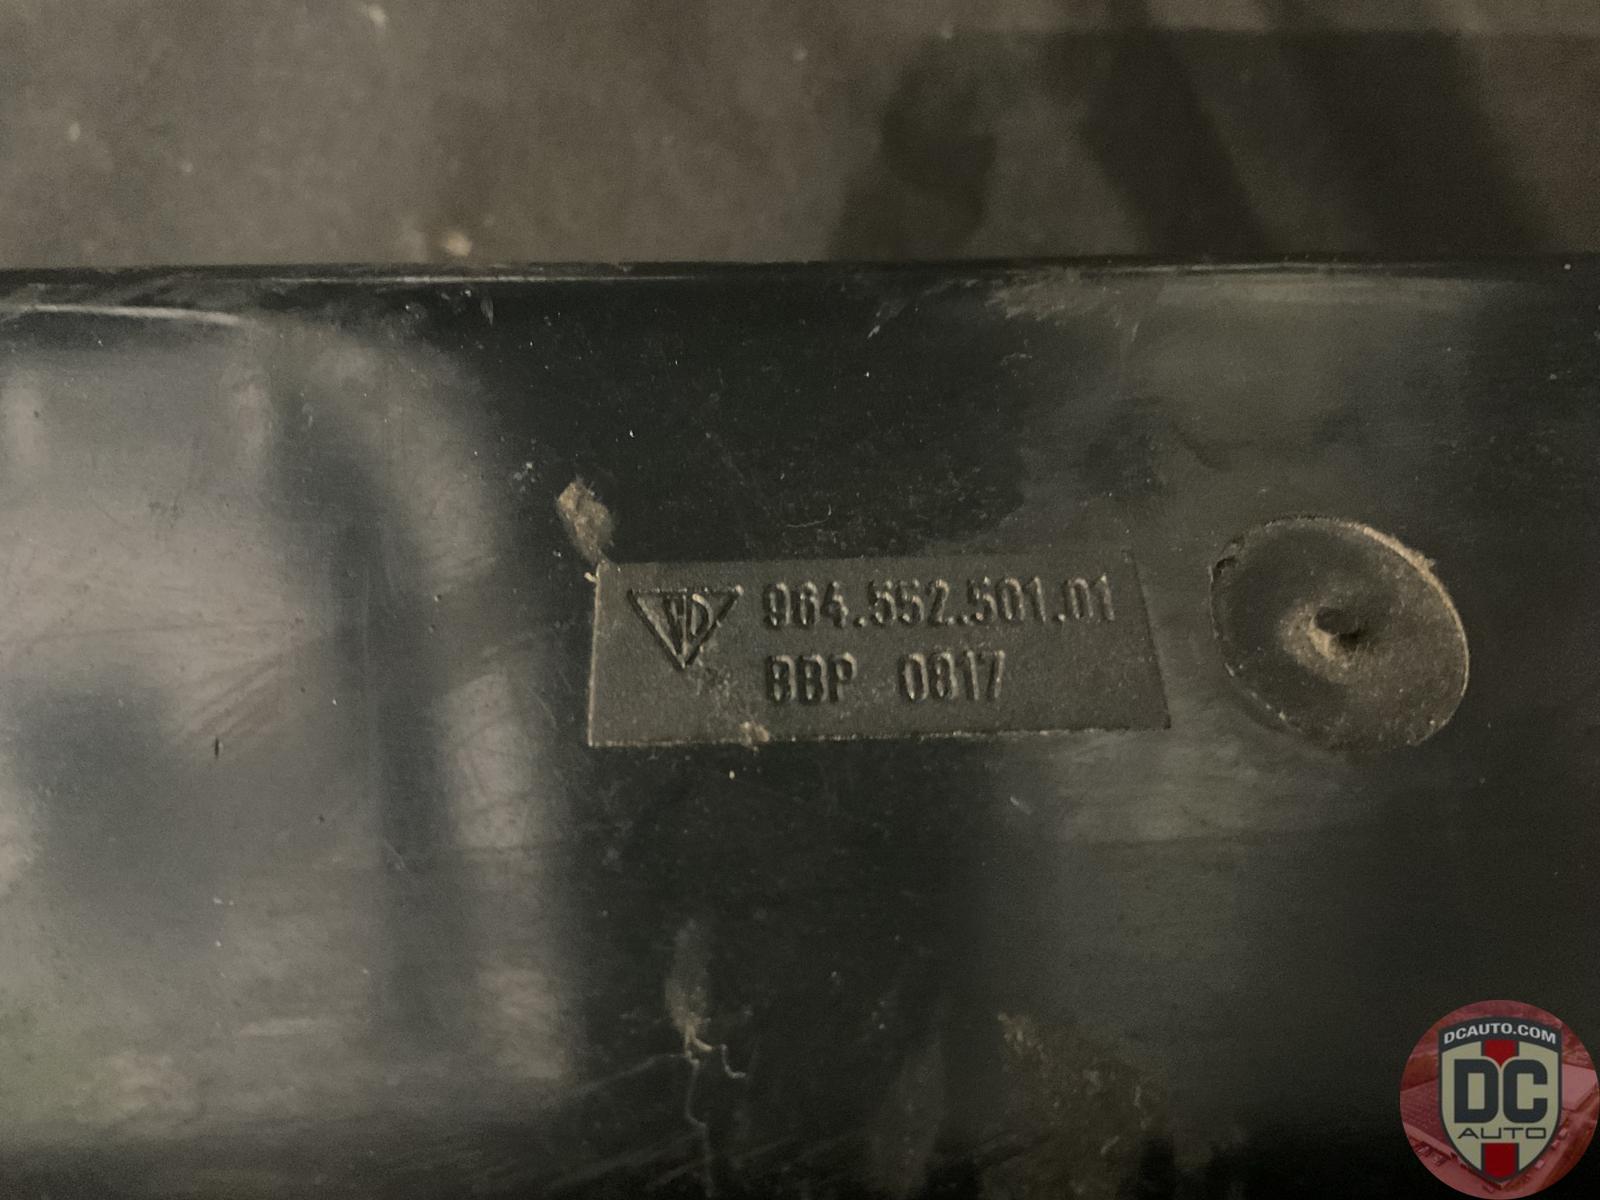 964.552.501.01
BBP 0817
DCAUTO.COM
DC
AUTO